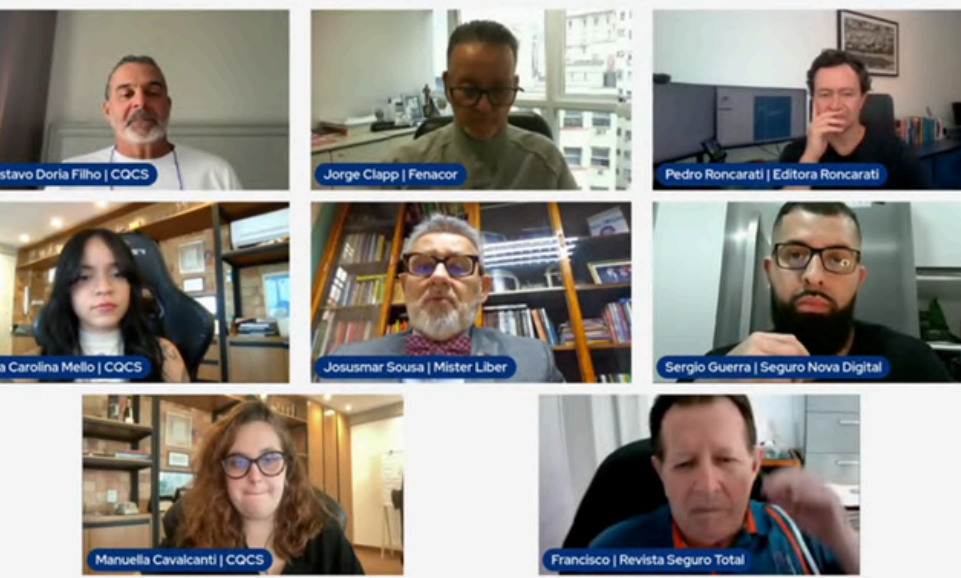 stavo Doria Filho | CQCS
Jorge Clapp | Fenacor
Pedro Roncarati | Editora Roncarati
a Carolina Mello | CQCS
Josusmar Sousa | Mister Liber
Sergio Guerra | Seguro Nova Digital
Manuella Cavalcanti | CQCS
Francisco | Revista Seguro Total